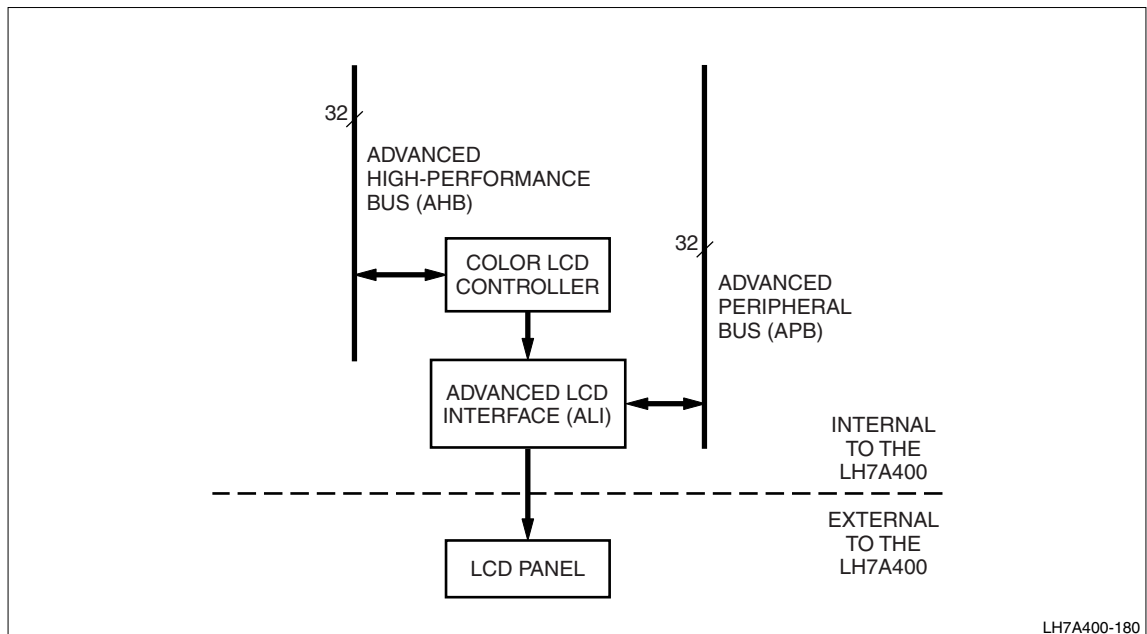 32
ADVANCED
HIGH-PERFORMANCE
BUS (AHB)
32
COLOR LCD
CONTROLLER
ADVANCED
PERIPHERAL
BUS (APB)
ADVANCED LCD
INTERFACE (ALI)
INTERNAL
TO THE
LH7A400
EXTERNAL
TO THE
LH7A400
LCD PANEL
LH7A400-180